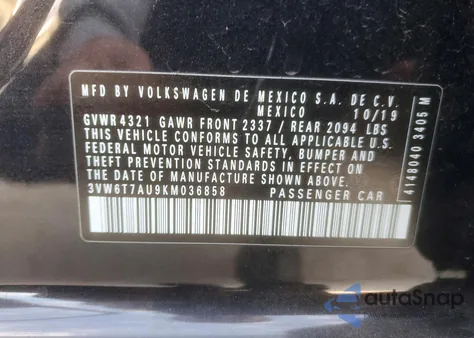 MFD BY VOLKSWAGEN DE MEXICO S.A. DE C.V.
MEXICO 10/19
GVWR 4321 GAWR FRONT 2337 / REAR 2094 LBS
THIS VEHICLE CONFORMS TO ALL APPLICABLE U.S.
FEDERAL MOTOR VEHICLE SAFETY, BUMPER AND
THEFT PREVENTION STANDARDS IN EFFECT ON
THE DATE OF MANUFACTURE SHOWN ABOVE.
3VW6T7AU9KM036858 PASSENGER CAR
4148040 3405 M
autoSnap